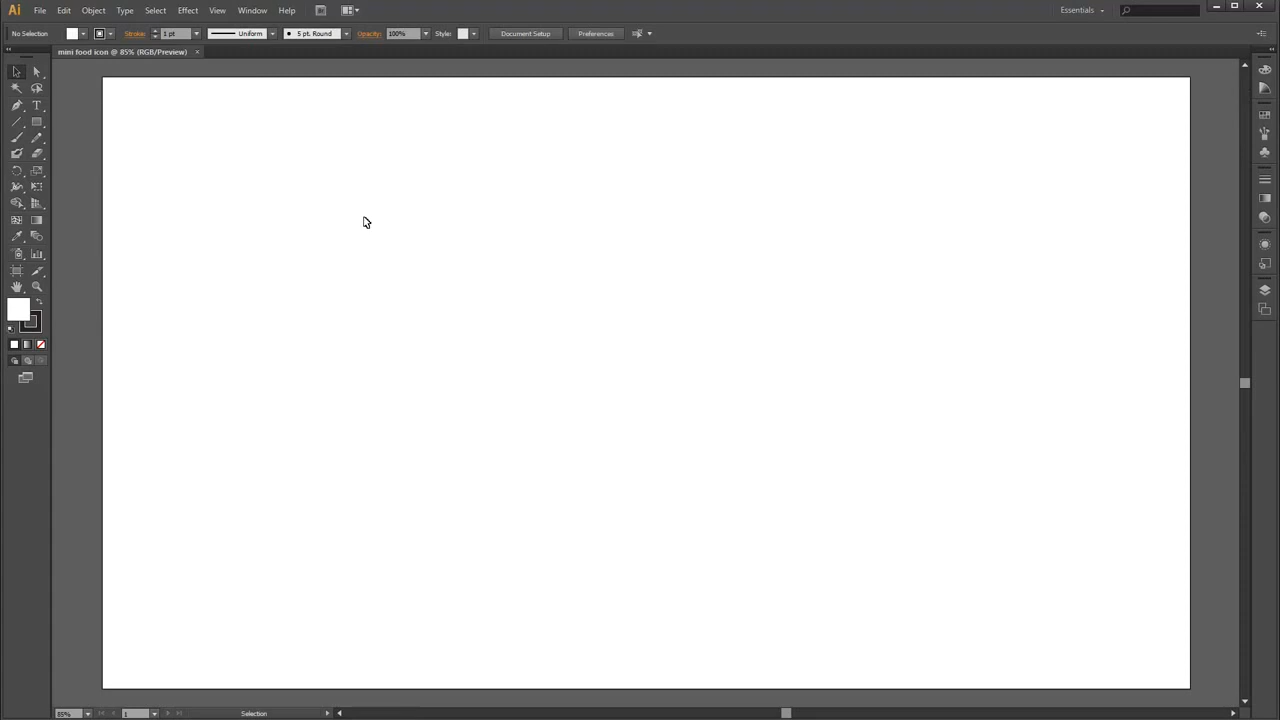 Ai File Edit Object Type Select Effect View Window Help Essentials
No Selection Stroke: 1 pt Uniform 5 pt. Round Opacity: 100% Style: Document Setup Preferences
mini food icon @ 85% (RGB/Preview) ×
T
85% 1 Selection